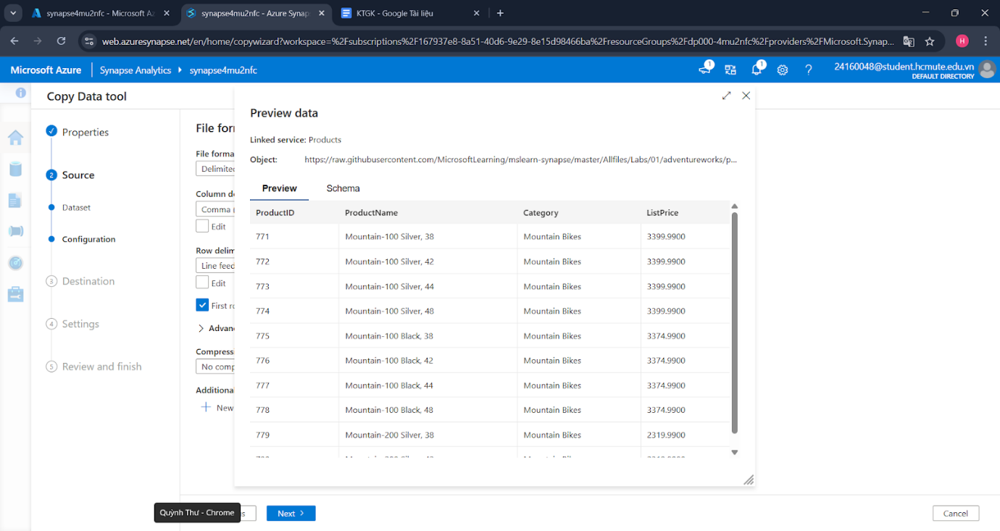 synapse4mu2nfc - Microsoft Az
synapse4mu2nfc - Azure Synap
KTGK - Google Tài liệu
web.azuresynapse.net/en/home/copywizard?workspace=%2Fsubscriptions%2F167937e8-8a51-40d6-9e29-8e15d98466ba%2FresourceGroups%2Fdp000-4mu2nfc%2Fproviders%2FMicrosoft.Synap...
H
Microsoft Azure
Synapse Analytics
synapse4mu2nfc
1
1
24160048@student.hcmute.edu.vn
DEFAULT DIRECTORY
Copy Data tool
Properties
2 Source
Dataset
Configuration
3 Destination
4 Settings
5 Review and finish
File for
File forma
Delimited
Column de
Comma (
Edit
Row delim
Line feed
Edit
First ro
Advan
Compress
No comp
Additional
New
Preview data
Linked service: Products
Object: https://raw.githubusercontent.com/MicrosoftLearning/mslearn-synapse/master/Allfiles/Labs/01/adventureworks/p...
Preview Schema
ProductID ProductName Category ListPrice
771 Mountain-100 Silver, 38 Mountain Bikes 3399.9900
772 Mountain-100 Silver, 42 Mountain Bikes 3399.9900
773 Mountain-100 Silver, 44 Mountain Bikes 3399.9900
774 Mountain-100 Silver, 48 Mountain Bikes 3399.9900
775 Mountain-100 Black, 38 Mountain Bikes 3374.9900
776 Mountain-100 Black, 42 Mountain Bikes 3374.9900
777 Mountain-100 Black, 44 Mountain Bikes 3374.9900
778 Mountain-100 Black, 48 Mountain Bikes 3374.9900
779 Mountain-200 Silver, 38 Mountain Bikes 2319.9900
Quỳnh Thư - Chrome
Next
Cancel